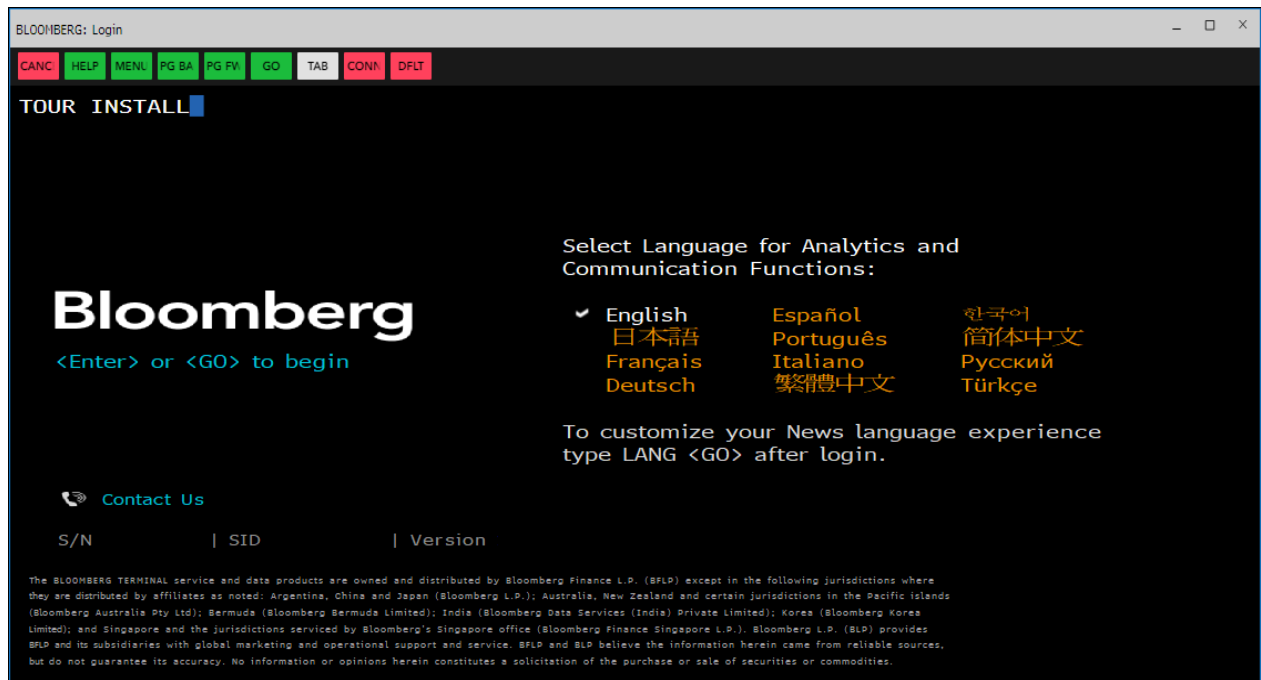 BLOOMBERG: Login
CANC HELP MENU PG BA PG FW GO TAB CONN DFLT
TOUR INSTALL
Select Language for Analytics and
Communication Functions:
Bloomberg
<Enter> or <GO> to begin
English Español 한국어
日本語 Português 简体中文
Français Italiano Русский
Deutsch 繁體中文 Türkçe
To customize your News language experience
type LANG <GO> after login.
Contact Us
S/N | SID | Version
The BLOOMBERG TERMINAL service and data products are owned and distributed by Bloomberg Finance L.P. (BFLP) except in the following jurisdictions where
they are distributed by affiliates as noted: Argentina, China and Japan (Bloomberg L.P.); Australia, New Zealand and certain jurisdictions in the Pacific islands
(Bloomberg Australia Pty Ltd); Bermuda (Bloomberg Bermuda Limited); India (Bloomberg Data Services (India) Private Limited); Korea (Bloomberg Korea
Limited); and Singapore and the jurisdictions serviced by Bloomberg's Singapore office (Bloomberg Finance Singapore L.P.). Bloomberg L.P. (BLP) provides
BFLP and its subsidiaries with global marketing and operational support and service. BFLP and BLP believe the information herein came from reliable sources,
but do not guarantee its accuracy. No information or opinions herein constitutes a solicitation of the purchase or sale of securities or commodities.